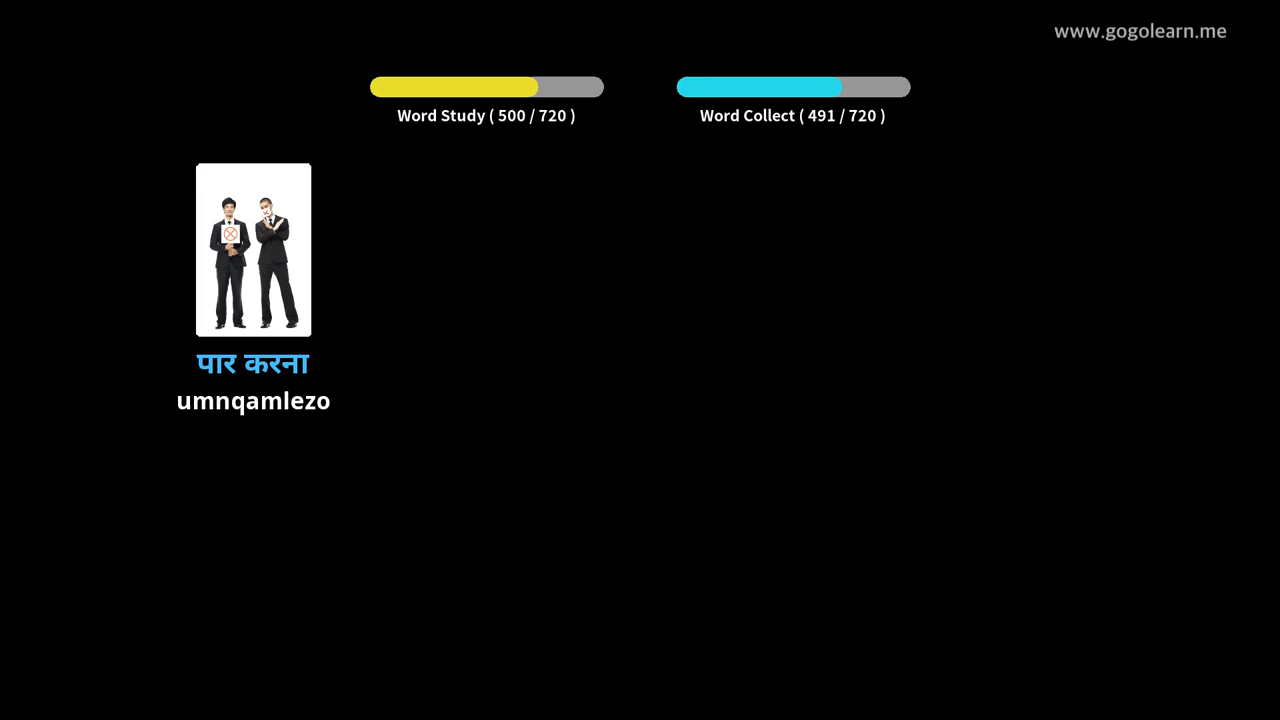 www.gogolearn.me
Word Study ( 500 / 720 )
Word Collect ( 491 / 720 )
पार करना
umnqamlezo